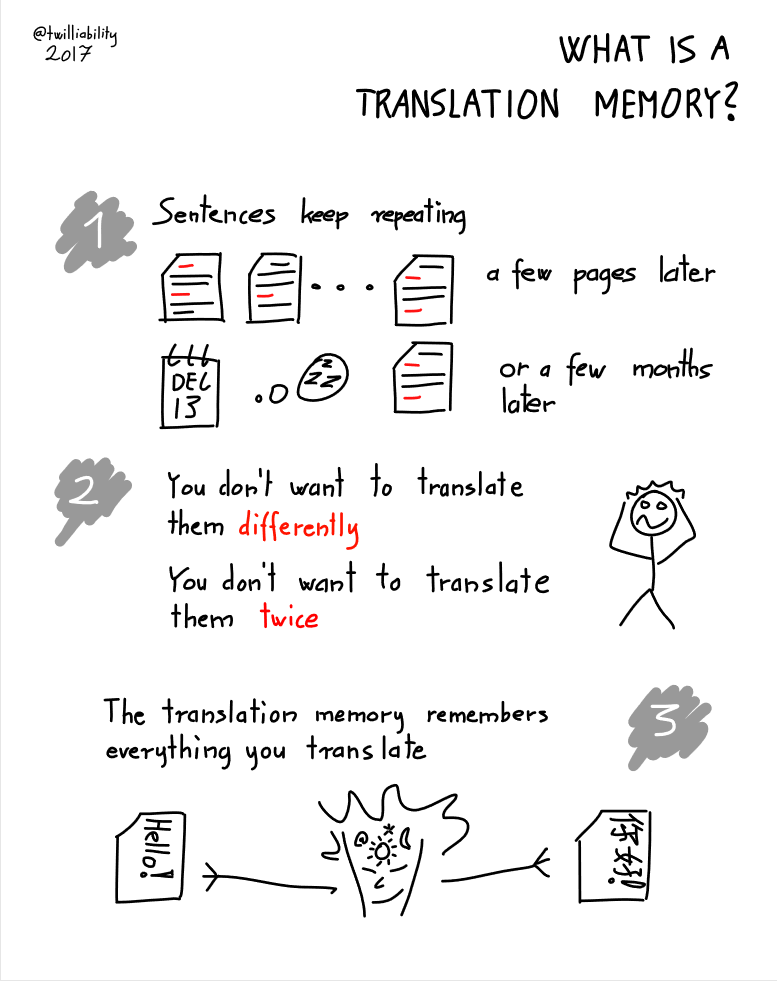 @twilliability
2017
WHAT IS A
TRANSLATION MEMORY?
1
Sentences keep repeating
a few pages later
DEC
13
zzZZ
or a few months
later
2
You don't want to translate
them differently
You don't want to translate
them twice
3
The translation memory remembers
everything you translate
Hello!
你好!